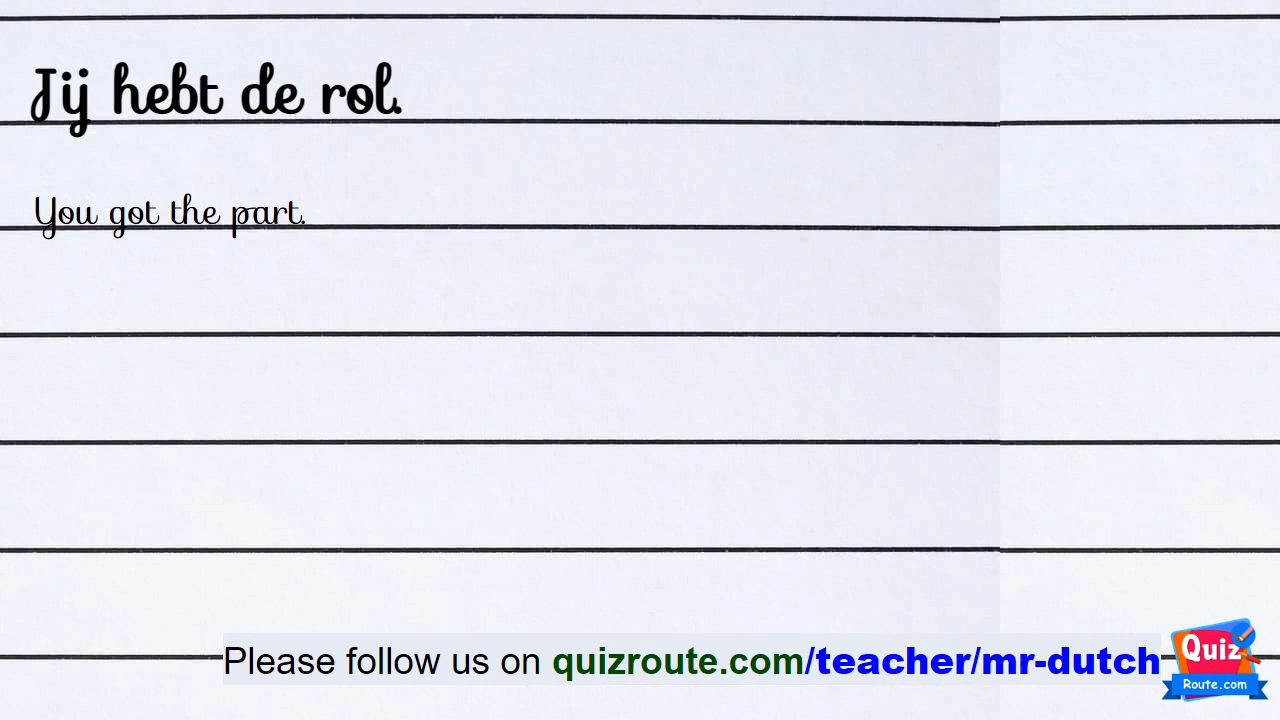 Jij hebt de rol.
You got the part.
Please follow us on quizroute.com/teacher/mr-dutch
Quiz
Route.com